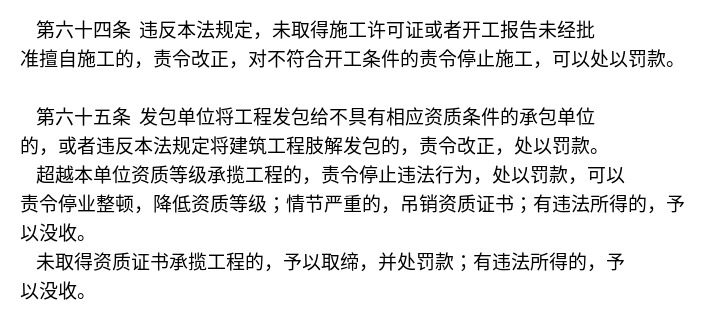 第六十四条 违反本法规定，未取得施工许可证或者开工报告未经批
准擅自施工的，责令改正，对不符合开工条件的责令停止施工，可以处以罚款。
第六十五条 发包单位将工程发包给不具有相应资质条件的承包单位
的，或者违反本法规定将建筑工程肢解发包的，责令改正，处以罚款。
超越本单位资质等级承揽工程的，责令停止违法行为，处以罚款，可以
责令停业整顿，降低资质等级；情节严重的，吊销资质证书；有违法所得的，予
以没收。
未取得资质证书承揽工程的，予以取缔，并处罚款；有违法所得的，予
以没收。